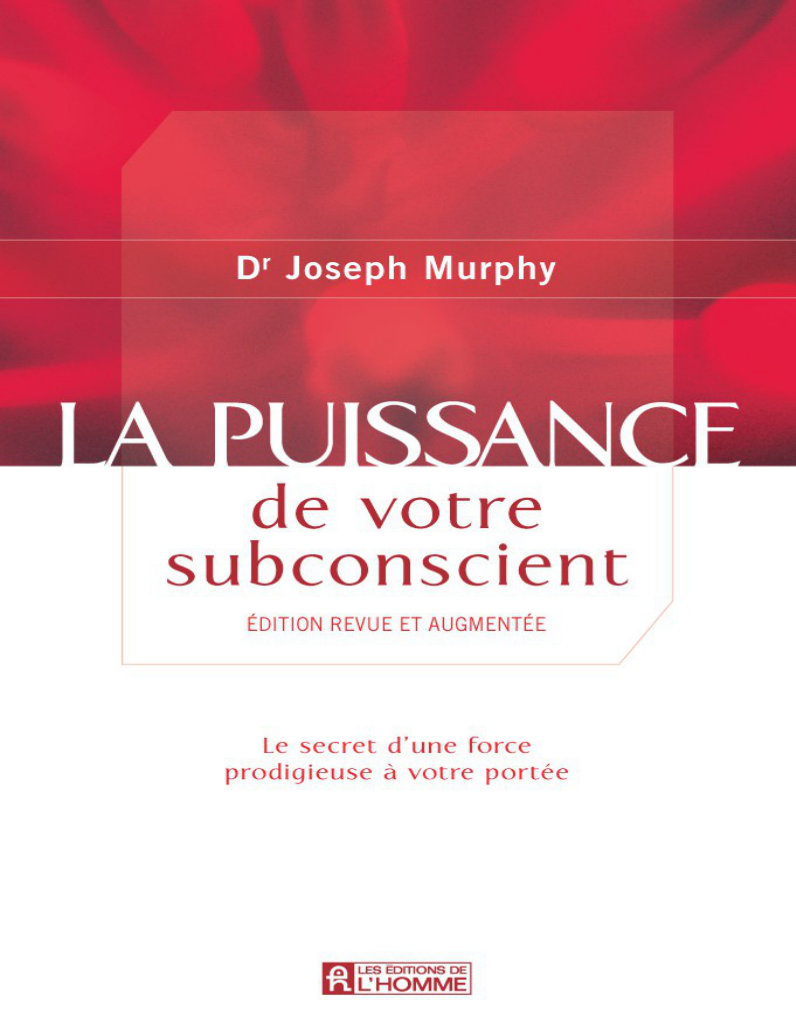 Dr Joseph Murphy
LA PUISSANCE
de votre
subconscient
ÉDITION REVUE ET AUGMENTÉE
Le secret d'une force
prodigieuse à votre portée
LES ÉDITIONS DE
L'HOMME